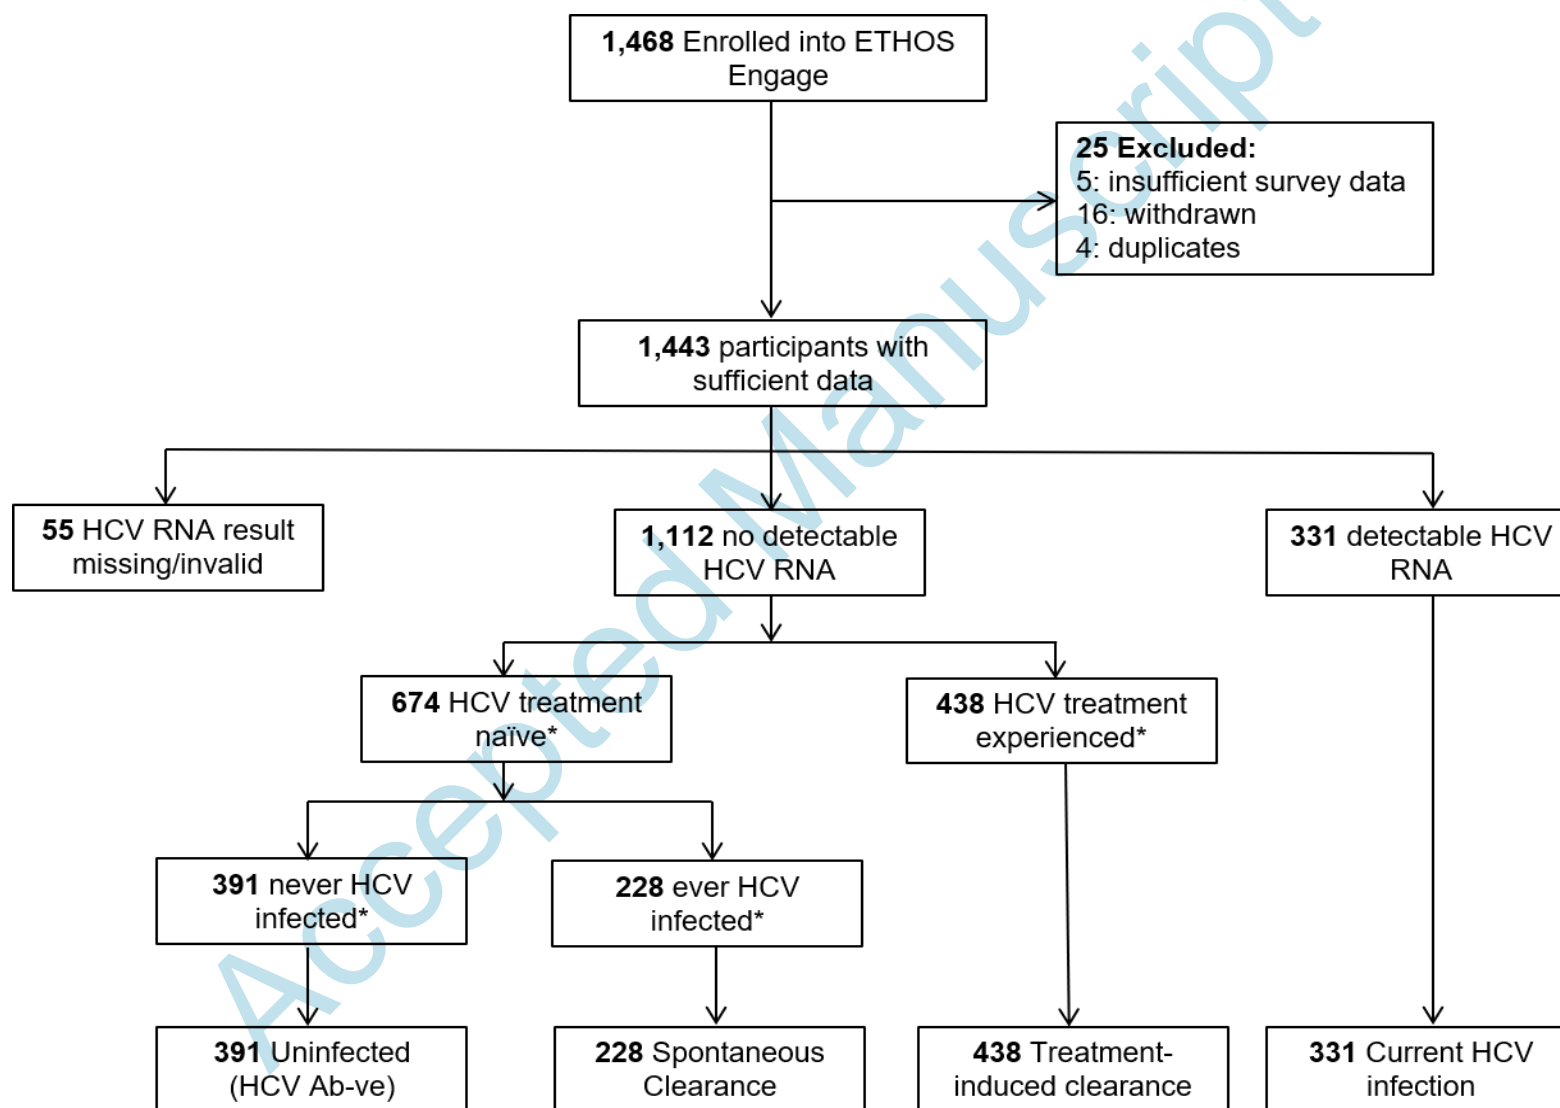 1,468 Enrolled into ETHOS
Engage
25 Excluded:
5: insufficient survey data
16: withdrawn
4: duplicates
1,443 participants with
sufficient data
55 HCV RNA result
missing/invalid
1,112 no detectable
HCV RNA
331 detectable HCV
RNA
674 HCV treatment
naïve*
438 HCV treatment
experienced*
391 never HCV
infected*
228 ever HCV
infected*
391 Uninfected
(HCV Ab-ve)
228 Spontaneous
Clearance
438 Treatment-
induced clearance
331 Current HCV
infection
Accepted Manuscript